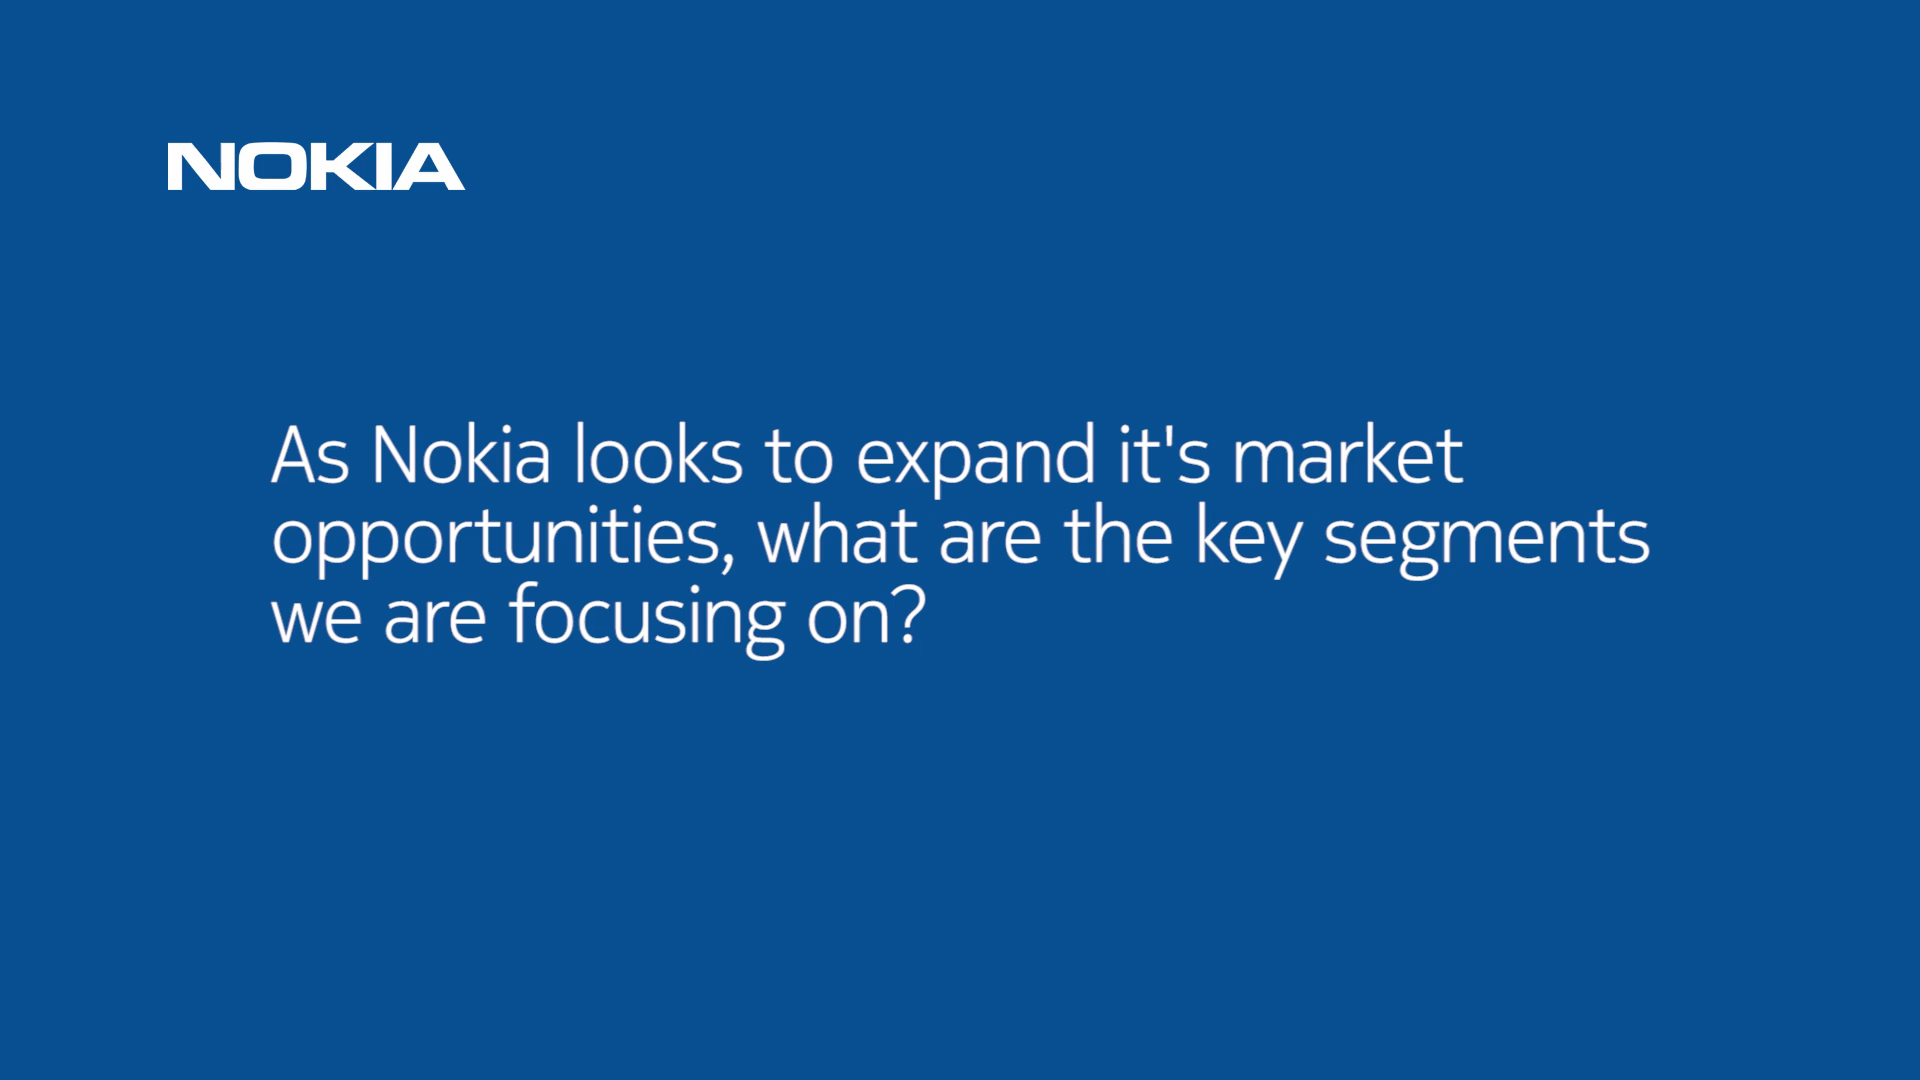 NOKIA
As Nokia looks to expand it's market
opportunities, what are the key segments
we are focusing on?